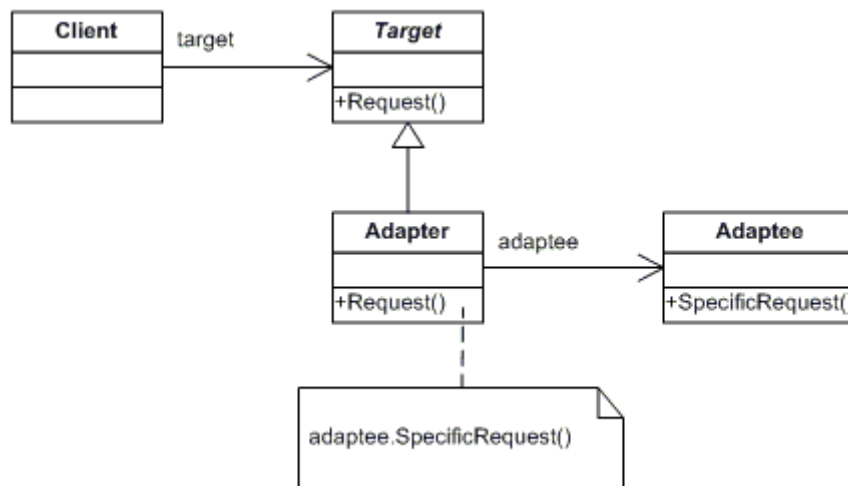 Client
target
Target
+Request()
Adapter
adaptee
Adaptee
+Request()
+SpecificRequest()
adaptee.SpecificRequest()